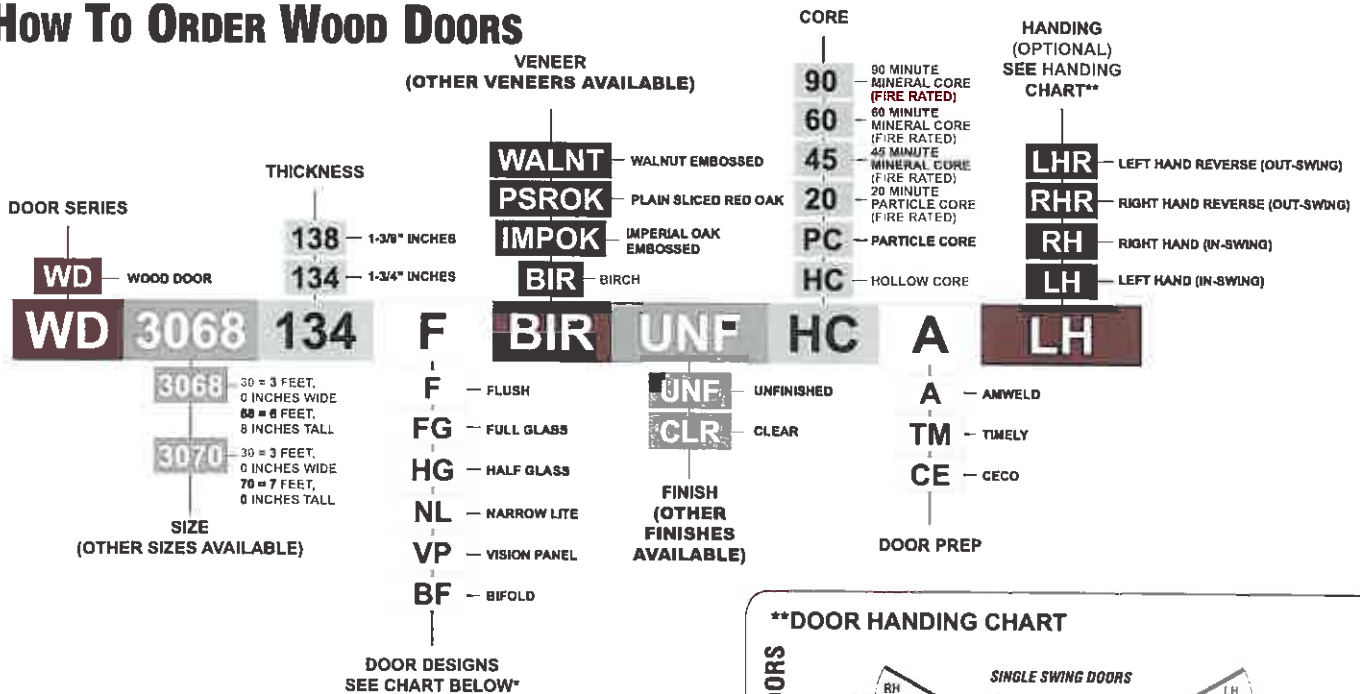 HOW TO ORDER WOOD DOORS
CORE
HANDING
(OPTIONAL)
SEE HANDING
CHART**
VENEER
(OTHER VENEERS AVAILABLE)
90
90 MINUTE
MINERAL CORE
(FIRE RATED)
60
60 MINUTE
MINERAL CORE
(FIRE RATED)
45
45 MINUTE
MINERAL CORE
(FIRE RATED)
20
20 MINUTE
PARTICLE CORE
(FIRE RATED)
PC
PARTICLE CORE
HC
HOLLOW CORE
WALNT
WALNUT EMBOSSED
PSROK
PLAIN SLICED RED OAK
IMPOK
IMPERIAL OAK
EMBOSSED
BIR
BIRCH
LHR
LEFT HAND REVERSE (OUT-SWING)
RHR
RIGHT HAND REVERSE (OUT-SWING)
RH
RIGHT HAND (IN-SWING)
LH
LEFT HAND (IN-SWING)
THICKNESS
138
1-3/8" INCHES
134
1-3/4" INCHES
DOOR SERIES
WD
WOOD DOOR
WD 3068 134 F BIR UNF HC A LH
3068
30 = 3 FEET,
0 INCHES WIDE
68 = 6 FEET,
8 INCHES TALL
3070
30 = 3 FEET,
0 INCHES WIDE
70 = 7 FEET,
0 INCHES TALL
SIZE
(OTHER SIZES AVAILABLE)
F
FLUSH
FG
FULL GLASS
HG
HALF GLASS
NL
NARROW LITE
VP
VISION PANEL
BF
BIFOLD
DOOR DESIGNS
SEE CHART BELOW*
UNF
UNFINISHED
CLR
CLEAR
FINISH
(OTHER
FINISHES
AVAILABLE)
A
AMWELD
TM
TIMELY
CE
CECO
DOOR PREP
**DOOR HANDING CHART
SINGLE SWING DOORS
RH
LH